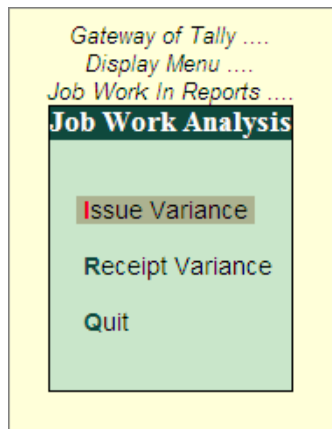 Gateway of Tally ....
Display Menu ....
Job Work In Reports ....
Job Work Analysis
Issue Variance
Receipt Variance
Quit